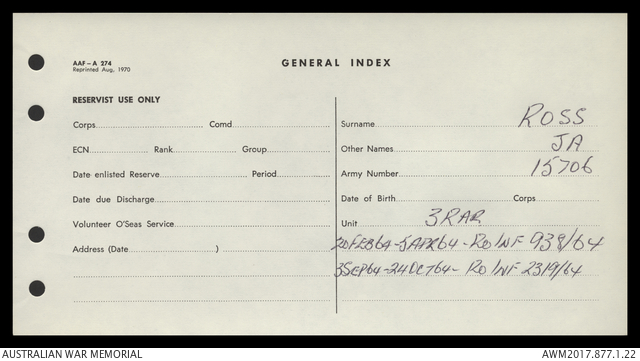 AAF-A 274
Reprinted Aug, 1970
GENERAL INDEX
RESERVIST USE ONLY
Corps Comd
ECN Rank Group
Date enlisted Reserve Period
Date due Discharge
Volunteer O'Seas Service
Address (Date )
Surname ROSS
Other Names JA
Army Number 15706
Date of Birth Corps
Unit 3RAR
20FEB64-5APR64-RO INF 938/64
3SEP64-24OCT64-RO INF 2319/64
AUSTRALIAN WAR MEMORIAL AWM2017.877.1.22